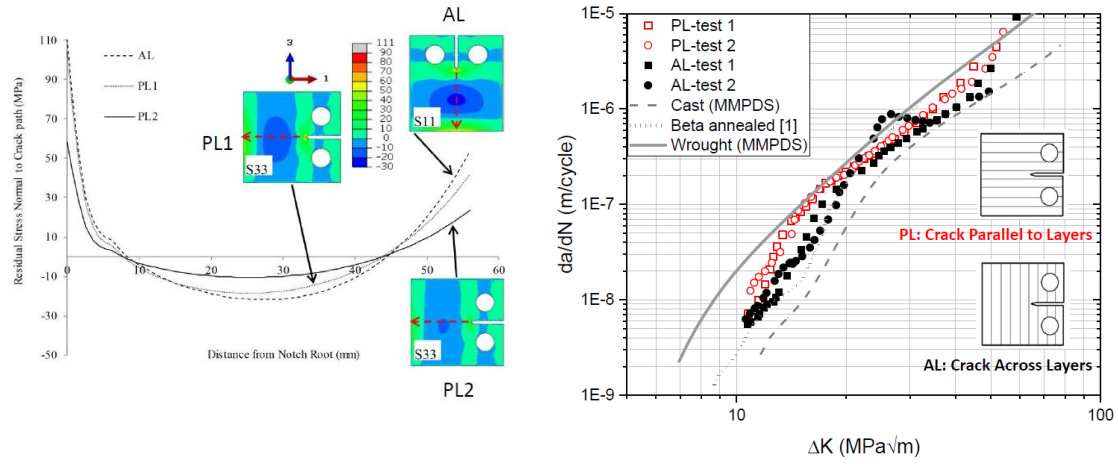 AL
110
90
70
50
30
10
-10
-30
-50
Residual Stress Normal to Crack path (MPa)
AL
PL1
PL2
3
1
111
90
80
70
60
50
40
30
20
10
0
-10
-20
-30
S11
PL1
S33
0
10
20
30
40
50
60
Distance from Notch Root (mm)
S33
PL2
1E-5
1E-6
1E-7
1E-8
1E-9
da/dN (m/cycle)
PL-test 1
PL-test 2
AL-test 1
AL-test 2
Cast (MMPDS)
Beta annealed [1]
Wrought (MMPDS)
PL: Crack Parallel to Layers
AL: Crack Across Layers
10
100
ΔK (MPa√m)